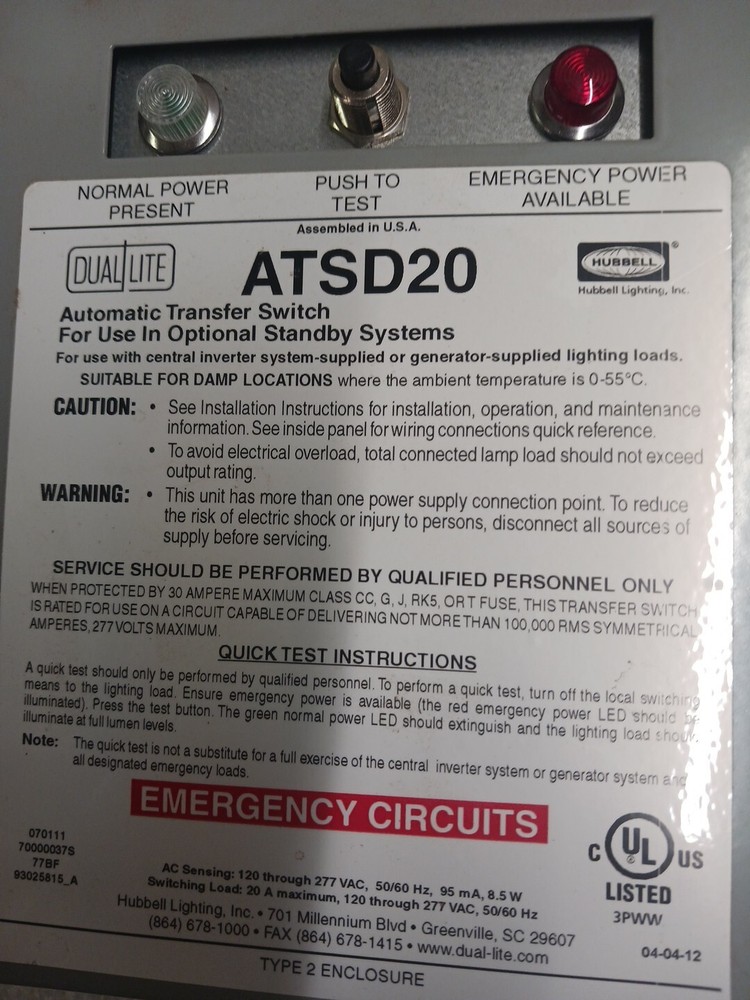 NORMAL POWER
PRESENT
PUSH TO
TEST
EMERGENCY POWER
AVAILABLE
Assembled in U.S.A.
DUAL LITE
ATSD20
HUBBELL
®
Hubbell Lighting, Inc.
Automatic Transfer Switch
For Use In Optional Standby Systems
For use with central inverter system-supplied or generator-supplied lighting loads.
SUITABLE FOR DAMP LOCATIONS where the ambient temperature is 0-55°C.
CAUTION: • See Installation Instructions for installation, operation, and maintenance
information. See inside panel for wiring connections quick reference.
• To avoid electrical overload, total connected lamp load should not exceed
output rating.
WARNING: • This unit has more than one power supply connection point. To reduce
the risk of electric shock or injury to persons, disconnect all sources of
supply before servicing.
SERVICE SHOULD BE PERFORMED BY QUALIFIED PERSONNEL ONLY
WHEN PROTECTED BY 30 AMPERE MAXIMUM CLASS CC, G, J, RK5, OR T FUSE, THIS TRANSFER SWITCH
IS RATED FOR USE ON A CIRCUIT CAPABLE OF DELIVERING NOT MORE THAN 100,000 RMS SYMMETRICAL
AMPERES, 277 VOLTS MAXIMUM.
QUICK TEST INSTRUCTIONS
A quick test should only be performed by qualified personnel. To perform a quick test, turn off the local switching
means to the lighting load. Ensure emergency power is available (the red emergency power LED should be
illuminated). Press the test button. The green normal power LED should extinguish and the lighting load should
illuminate at full lumen levels.
Note: The quick test is not a substitute for a full exercise of the central inverter system or generator system and
all designated emergency loads.
EMERGENCY CIRCUITS
070111
70000037S
77BF
93025815_A
AC Sensing: 120 through 277 VAC, 50/60 Hz, 95 mA, 8.5 W
Switching Load: 20 A maximum, 120 through 277 VAC, 50/60 Hz
Hubbell Lighting, Inc. • 701 Millennium Blvd • Greenville, SC 29607
(864) 678-1000 • FAX (864) 678-1415 • www.dual-lite.com
C UL ® US
LISTED
3PWW
04-04-12
TYPE 2 ENCLOSURE